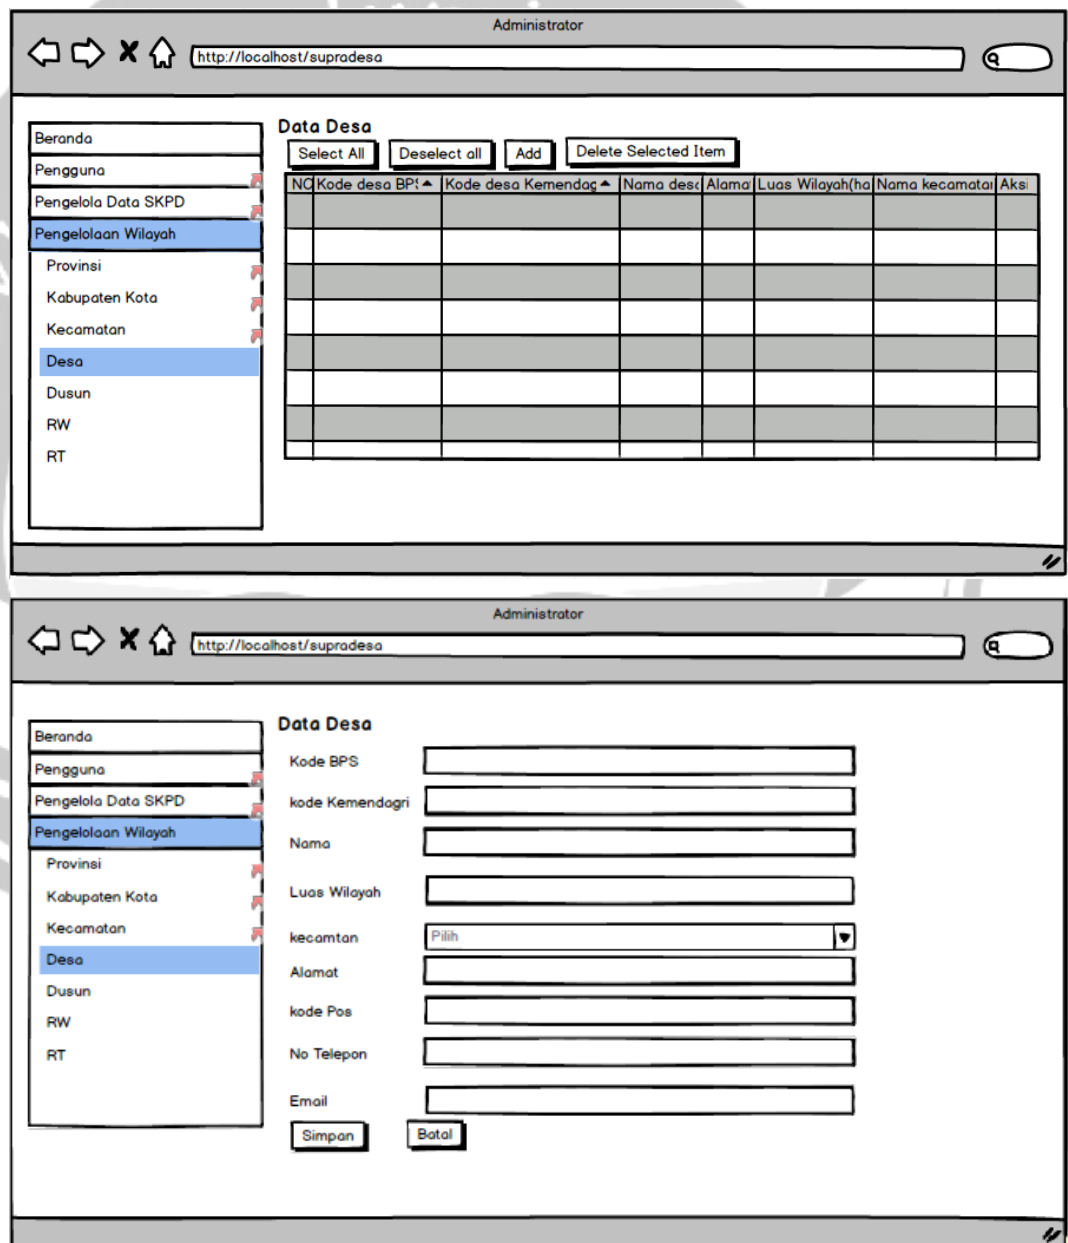 Administrator
http://localhost/supradesa
Beranda
Pengguna
Pengelola Data SKPD
Pengelolaan Wilayah
Provinsi
Kabupaten Kota
Kecamatan
Desa
Dusun
RW
RT
Data Desa
Select All Deselect all Add Delete Selected Item
NO Kode desa BPS Kode desa Kemendag Nama desa Alamat Luas Wilayah(ha Nama kecamatan Aksi
Administrator
http://localhost/supradesa
Beranda
Pengguna
Pengelola Data SKPD
Pengelolaan Wilayah
Provinsi
Kabupaten Kota
Kecamatan
Desa
Dusun
RW
RT
Data Desa
Kode BPS
kode Kemendagri
Nama
Luas Wilayah
kecamtan Pilih
Alamat
kode Pos
No Telepon
Email
Simpan Batal